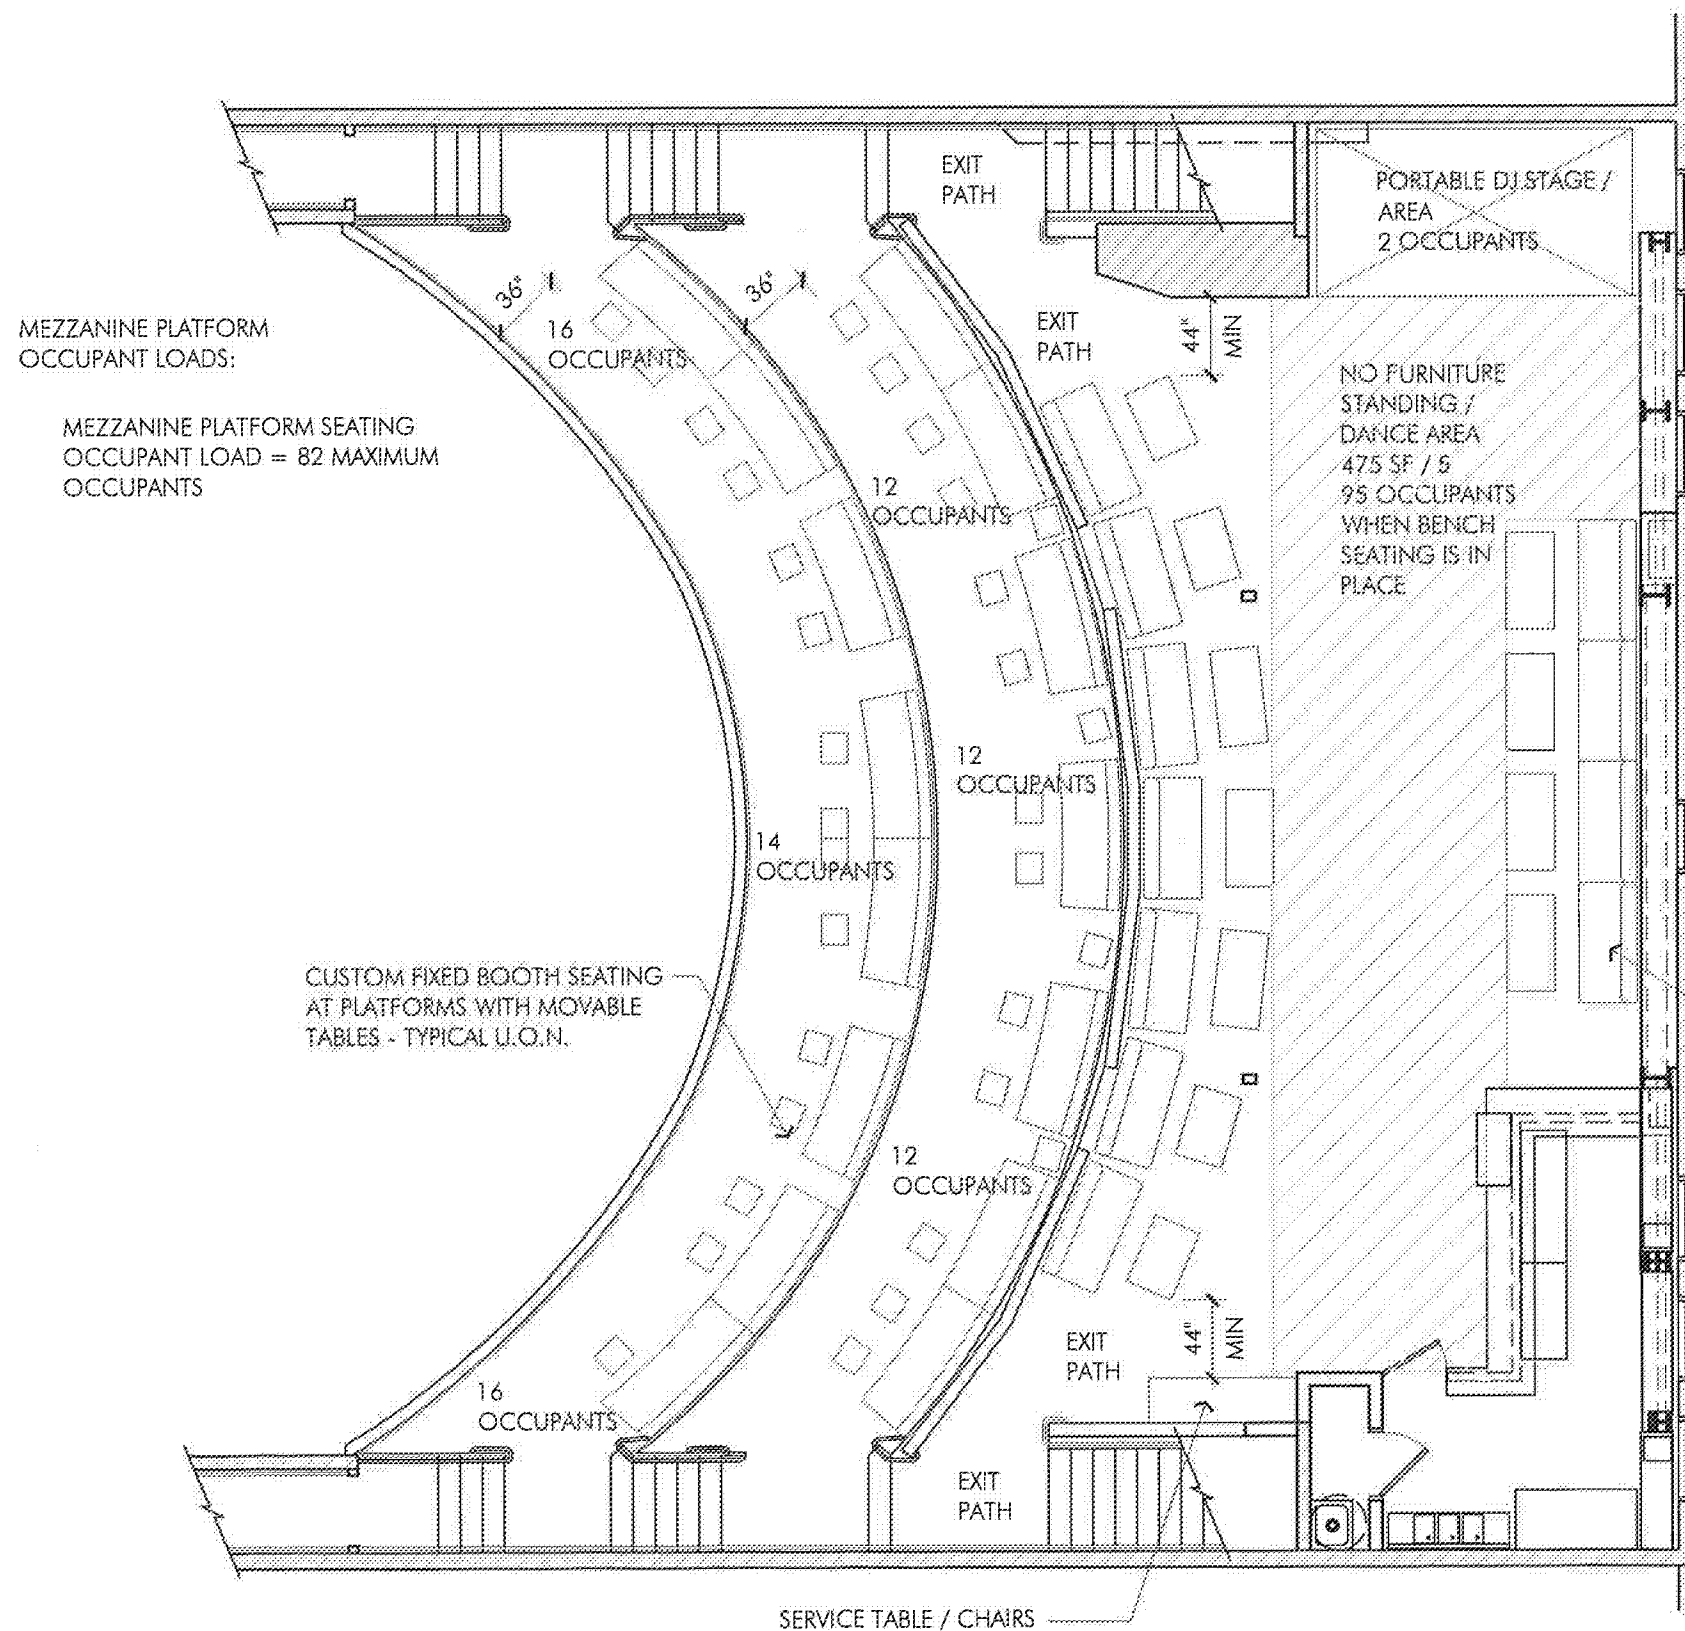 EXIT
PATH
PORTABLE DJ STAGE /
AREA
2 OCCUPANTS
36"
36"
MEZZANINE PLATFORM
OCCUPANT LOADS:
16
OCCUPANTS
EXIT
PATH
44"
MIN
NO FURNITURE
STANDING /
DANCE AREA
475 SF / 5
95 OCCUPANTS
WHEN BENCH
SEATING IS IN
PLACE
MEZZANINE PLATFORM SEATING
OCCUPANT LOAD = 82 MAXIMUM
OCCUPANTS
12
OCCUPANTS
12
OCCUPANTS
14
OCCUPANTS
CUSTOM FIXED BOOTH SEATING
AT PLATFORMS WITH MOVABLE
TABLES - TYPICAL U.O.N.
12
OCCUPANTS
EXIT
PATH
44"
MIN
16
OCCUPANTS
EXIT
PATH
SERVICE TABLE / CHAIRS